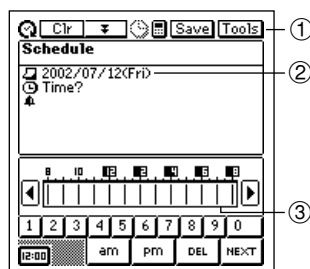 Clr Save Tools ①
Schedule
2002/07/12(Fri) ②
Time?
8 10 12 2 4 6 8
③
1 2 3 4 5 6 7 8 9 0
12:00 am pm DEL NEXT